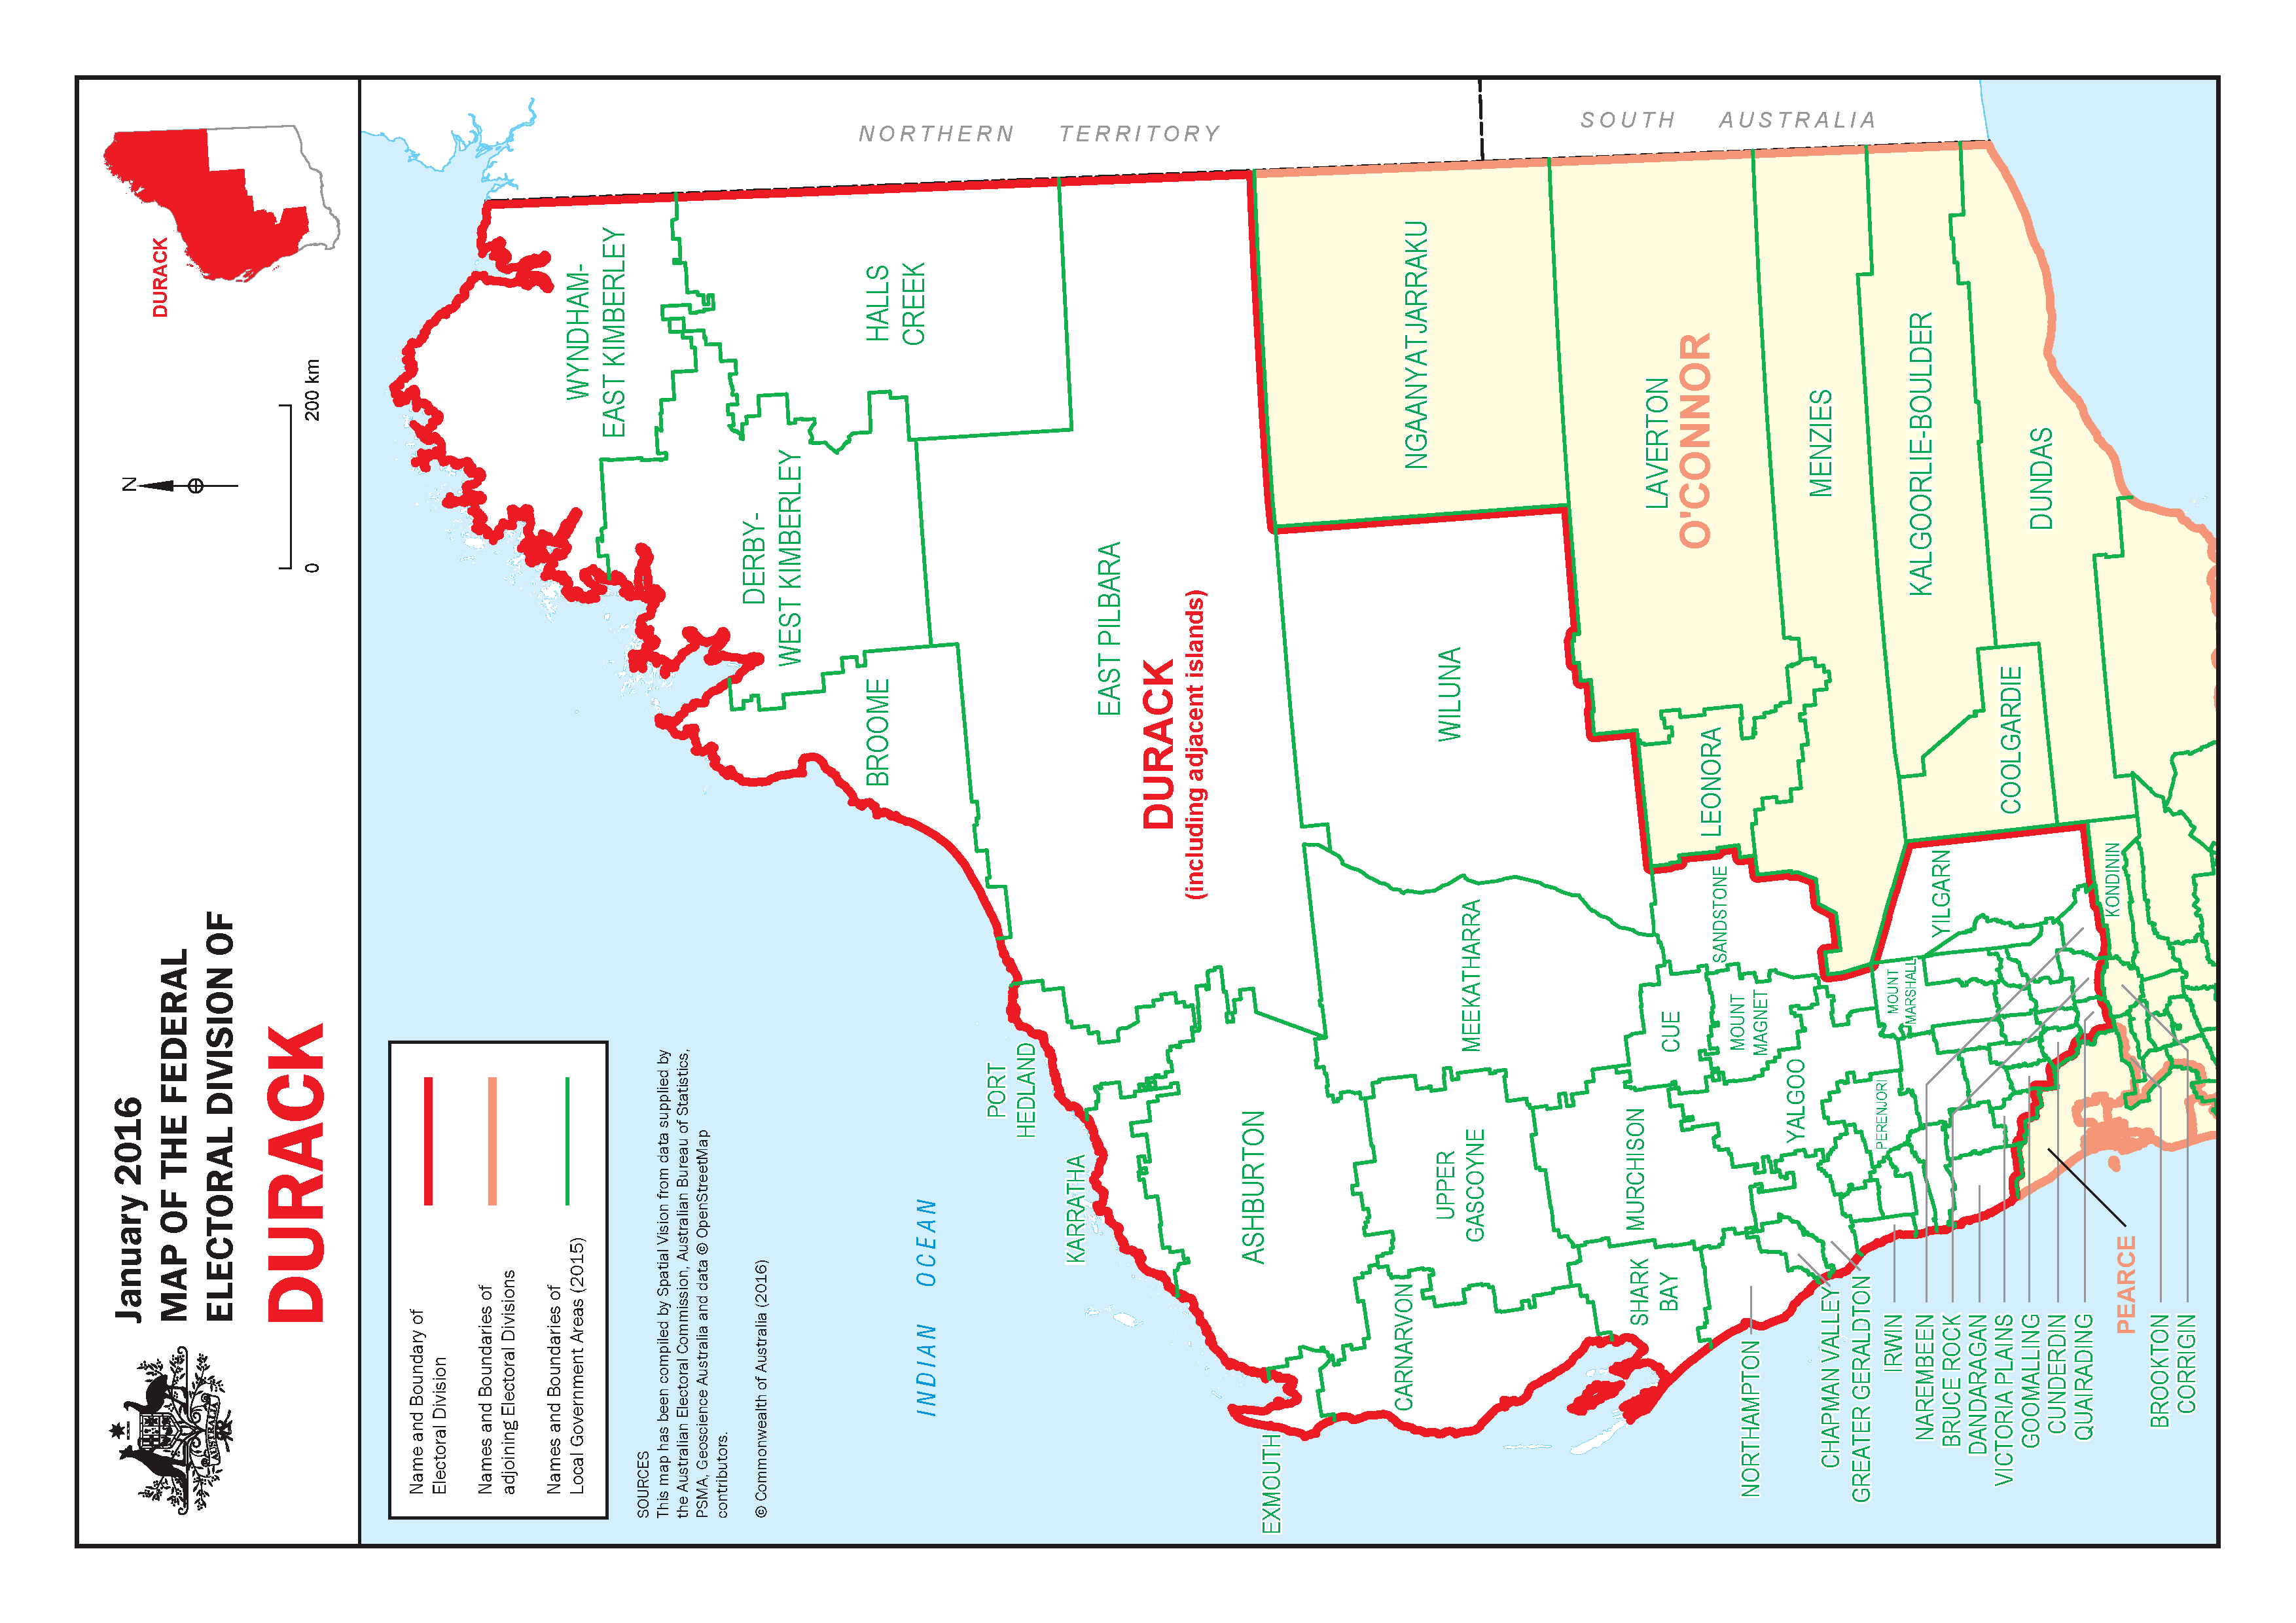 January 2016
MAP OF THE FEDERAL
ELECTORAL DIVISION OF
DURACK
N
0
200 km
DURACK
Name and Boundary of
Electoral Division
Names and Boundaries of
adjoining Electoral Divisions
Names and Boundaries of
Local Government Areas (2015)
SOURCES
This map has been compiled by Spatial Vision from data supplied by
the Australian Electoral Commission, Australian Bureau of Statistics,
PSMA, Geoscience Australia and data © OpenStreetMap
contributors.
© Commonwealth of Australia (2016)
INDIAN OCEAN
NORTHERN TERRITORY
SOUTH AUSTRALIA
WYNDHAM-
EAST KIMBERLEY
HALLS
CREEK
DERBY-
WEST KIMBERLEY
BROOME
EAST PILBARA
DURACK
(including adjacent islands)
PORT
HEDLAND
KARRATHA
ASHBURTON
EXMOUTH
CARNARVON
UPPER
GASCOYNE
MEEKATHARRA
WILUNA
NGAANYATJARRAKU
LAVERTON
O'CONNOR
LEONORA
MENZIES
KALGOORLIE-BOULDER
COOLGARDIE
DUNDAS
SHARK
BAY
MURCHISON
CUE
SANDSTONE
MOUNT
MAGNET
YALGOO
PERENJORI
MOUNT
MARSHALL
YILGARN
KONDININ
NORTHAMPTON
CHAPMAN VALLEY
GREATER GERALDTON
IRWIN
NAREMBEEN
BRUCE ROCK
DANDARAGAN
VICTORIA PLAINS
GOOMALLING
CUNDERDIN
QUAIRADING
PEARCE
BROOKTON
CORRIGIN
AUSTRALIA